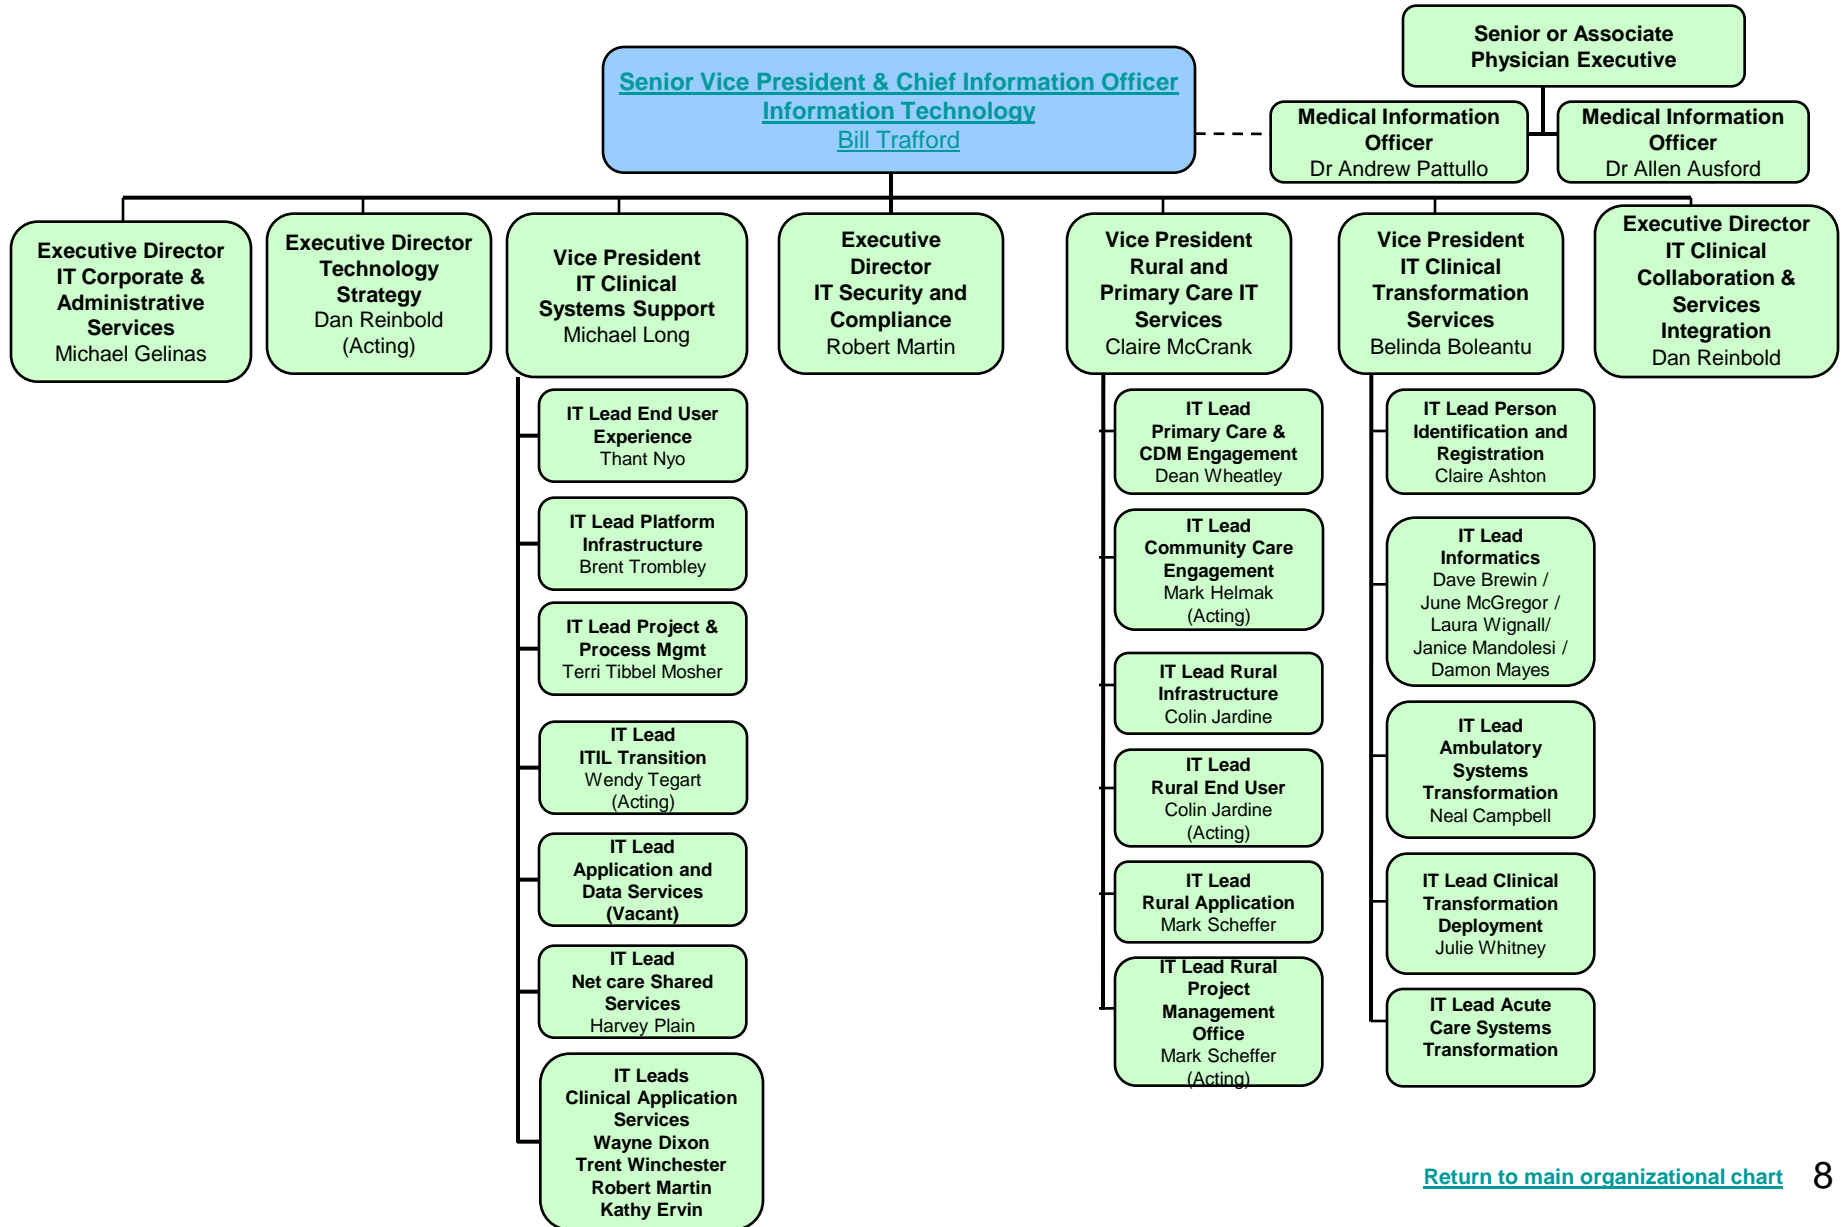 Senior or Associate
Physician Executive
Senior Vice President & Chief Information Officer
Information Technology
Bill Trafford
Medical Information
Officer
Dr Andrew Pattullo
Medical Information
Officer
Dr Allen Ausford
Executive Director
IT Corporate &
Administrative
Services
Michael Gelinas
Executive Director
Technology
Strategy
Dan Reinbold
(Acting)
Vice President
IT Clinical
Systems Support
Michael Long
Executive
Director
IT Security and
Compliance
Robert Martin
Vice President
Rural and
Primary Care IT
Services
Claire McCrank
Vice President
IT Clinical
Transformation
Services
Belinda Boleantu
Executive Director
IT Clinical
Collaboration &
Services
Integration
Dan Reinbold
IT Lead End User
Experience
Thant Nyo
IT Lead Platform
Infrastructure
Brent Trombley
IT Lead Project &
Process Mgmt
Terri Tibbel Mosher
IT Lead
ITIL Transition
Wendy Tegart
(Acting)
IT Lead
Application and
Data Services
(Vacant)
IT Lead
Net care Shared
Services
Harvey Plain
IT Leads
Clinical Application
Services
Wayne Dixon
Trent Winchester
Robert Martin
Kathy Ervin
IT Lead
Primary Care &
CDM Engagement
Dean Wheatley
IT Lead
Community Care
Engagement
Mark Helmak
(Acting)
IT Lead Rural
Infrastructure
Colin Jardine
IT Lead
Rural End User
Colin Jardine
(Acting)
IT Lead
Rural Application
Mark Scheffer
IT Lead Rural
Project
Management
Office
Mark Scheffer
(Acting)
IT Lead Person
Identification and
Registration
Claire Ashton
IT Lead
Informatics
Dave Brewin /
June McGregor /
Laura Wignall/
Janice Mandolesi /
Damon Mayes
IT Lead
Ambulatory
Systems
Transformation
Neal Campbell
IT Lead Clinical
Transformation
Deployment
Julie Whitney
IT Lead Acute
Care Systems
Transformation
Return to main organizational chart 8